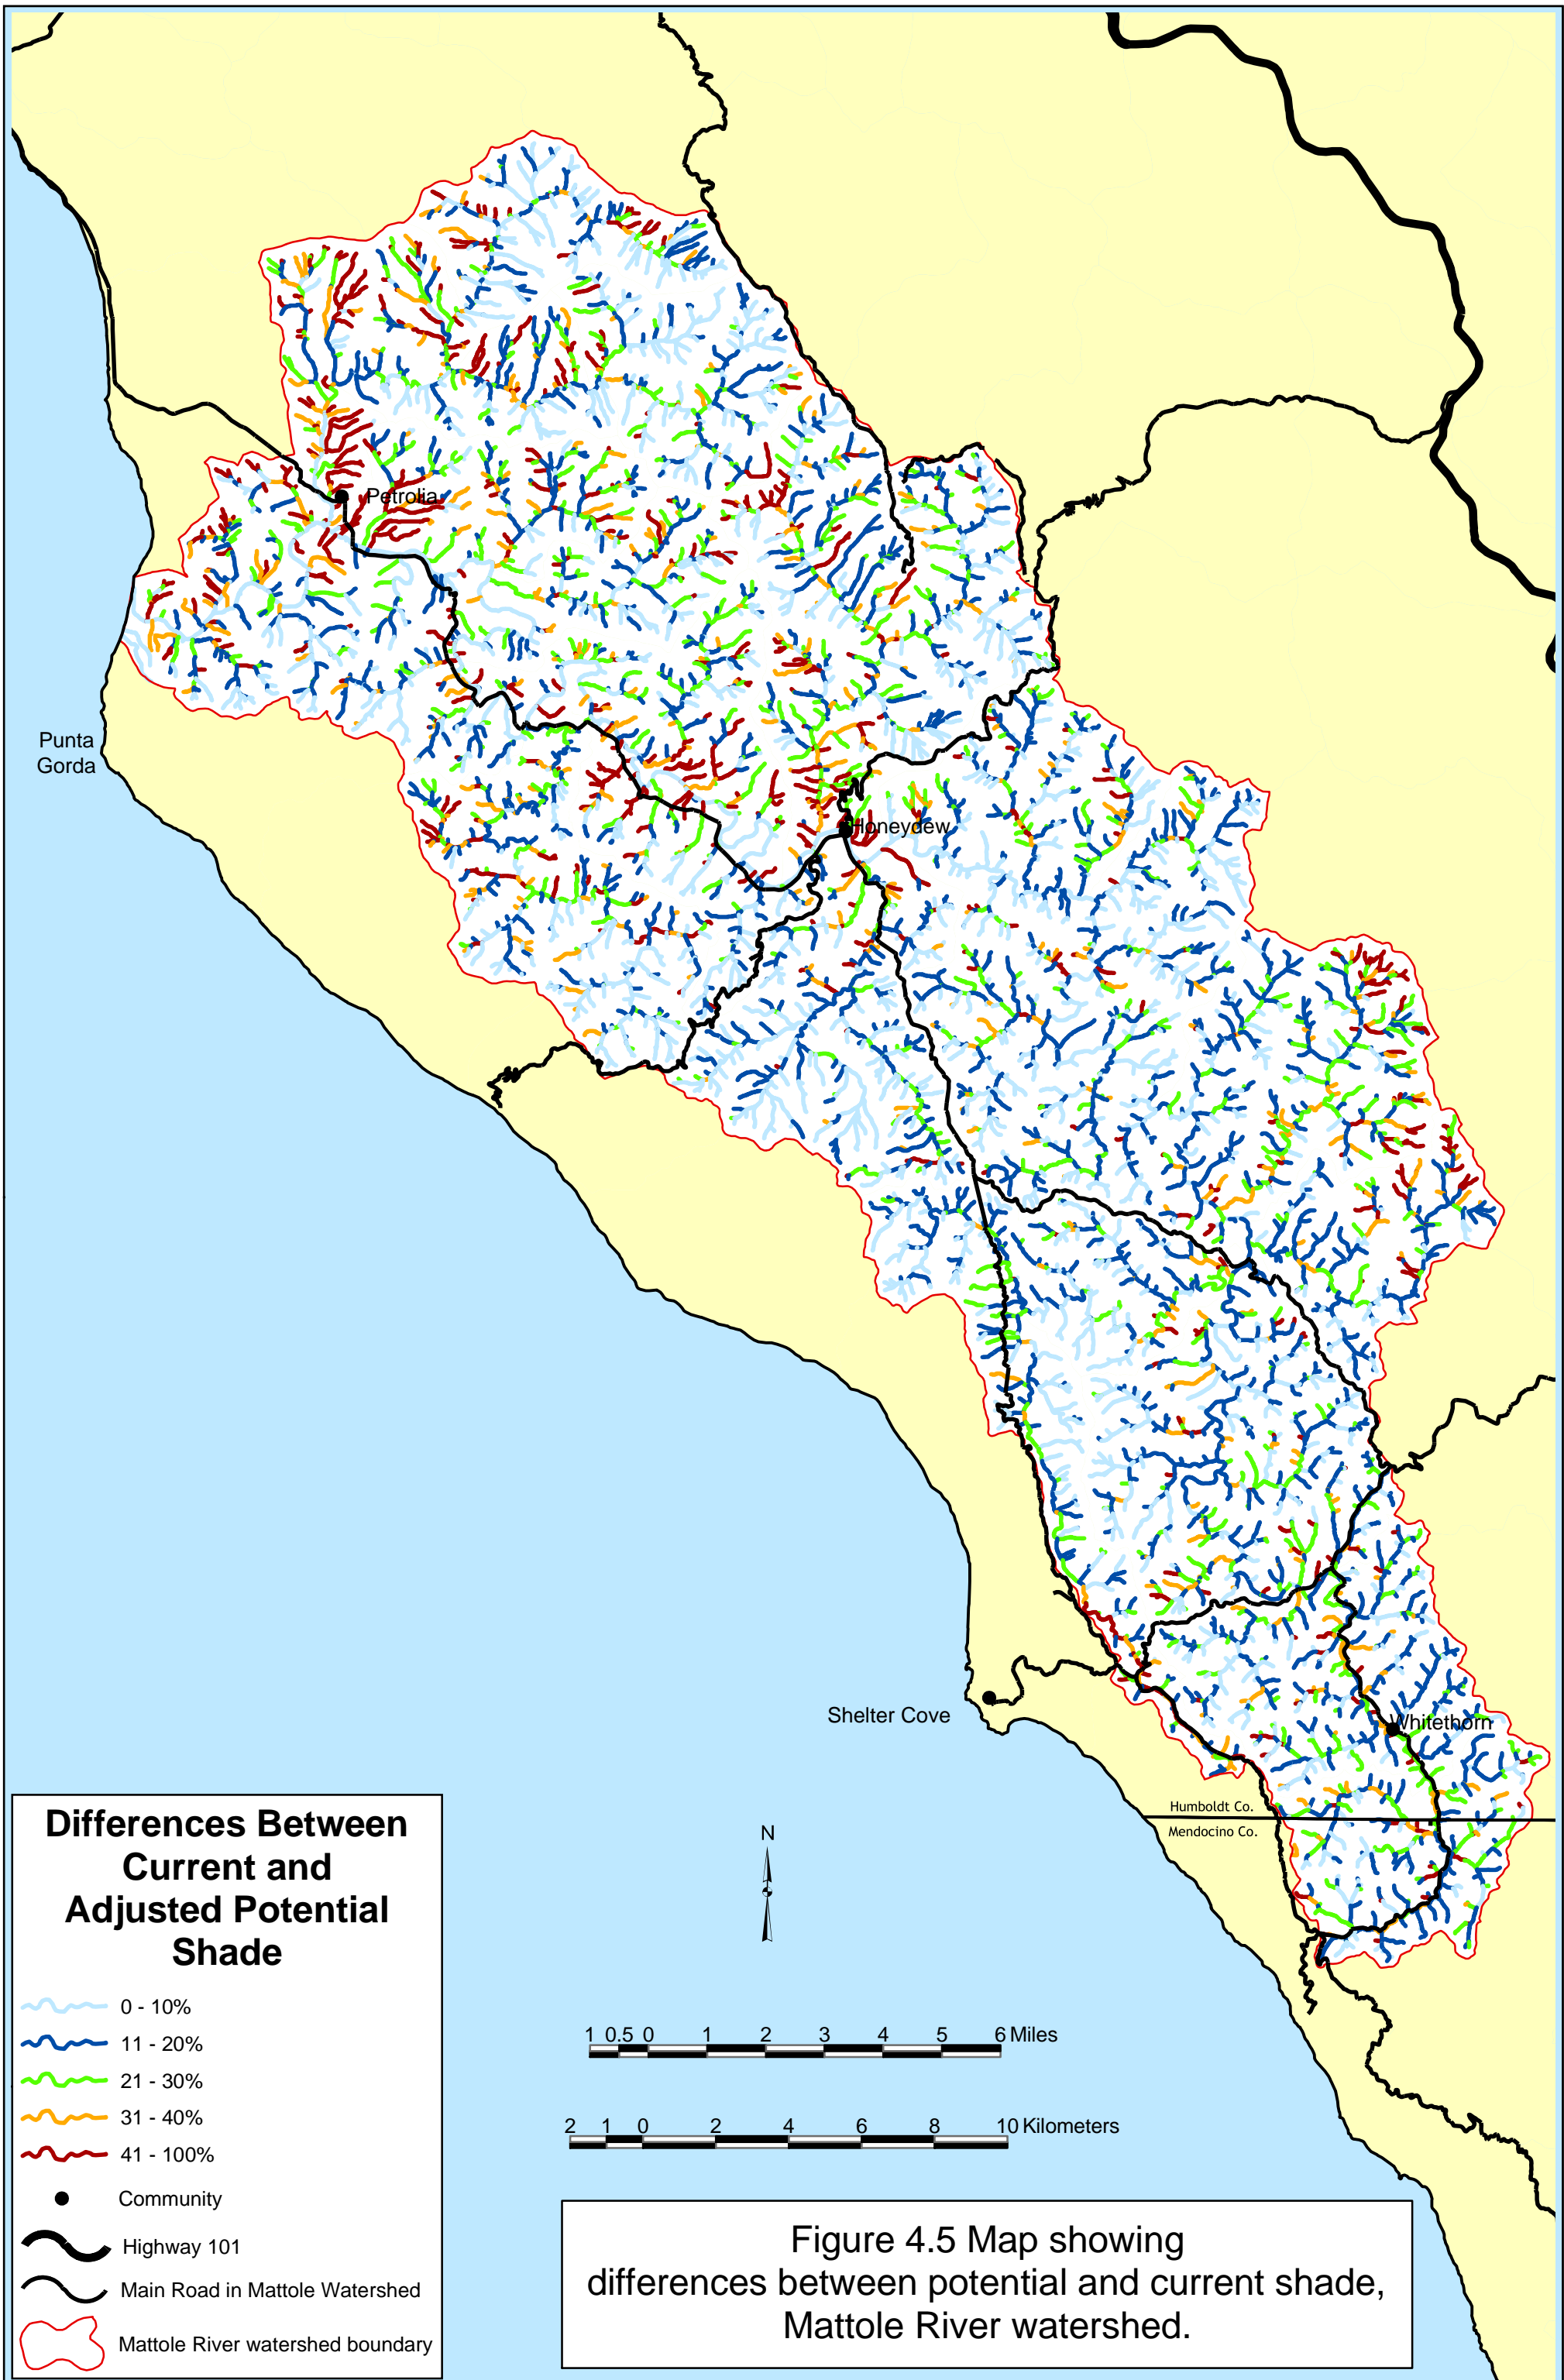 Petrolia
Punta
Gorda
Honeydew
Shelter Cove
Whitethorn
Humboldt Co.
Mendocino Co.
Differences Between
Current and
Adjusted Potential
Shade
0 - 10%
11 - 20%
21 - 30%
31 - 40%
41 - 100%
Community
Highway 101
Main Road in Mattole Watershed
Mattole River watershed boundary
N
1 0.5 0 1 2 3 4 5 6 Miles
2 1 0 2 4 6 8 10 Kilometers
Figure 4.5 Map showing
differences between potential and current shade,
Mattole River watershed.